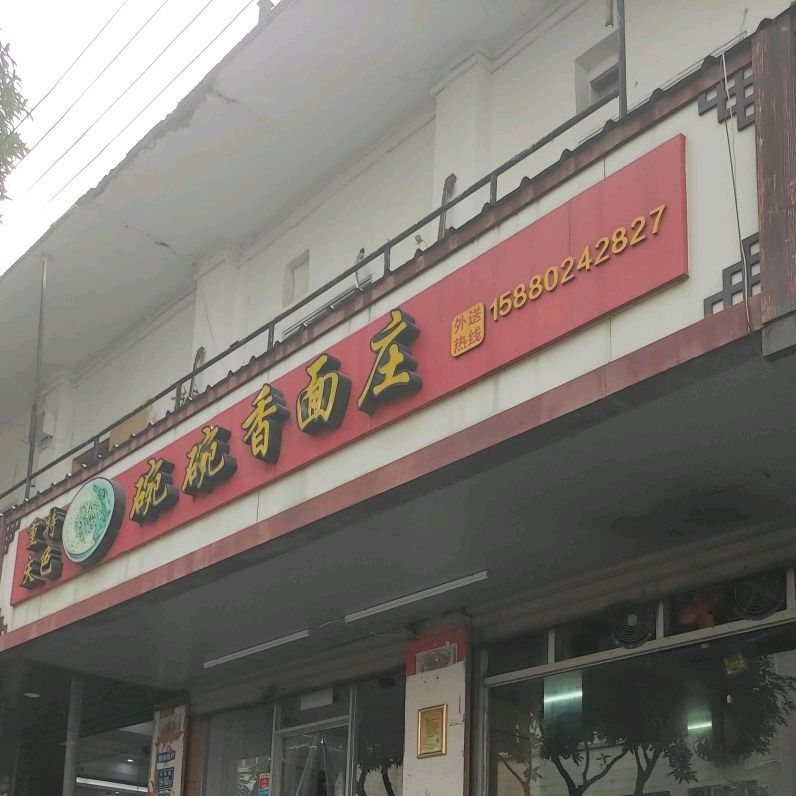 重特
庆色
碗碗香面庄
外送
热线
15880242827